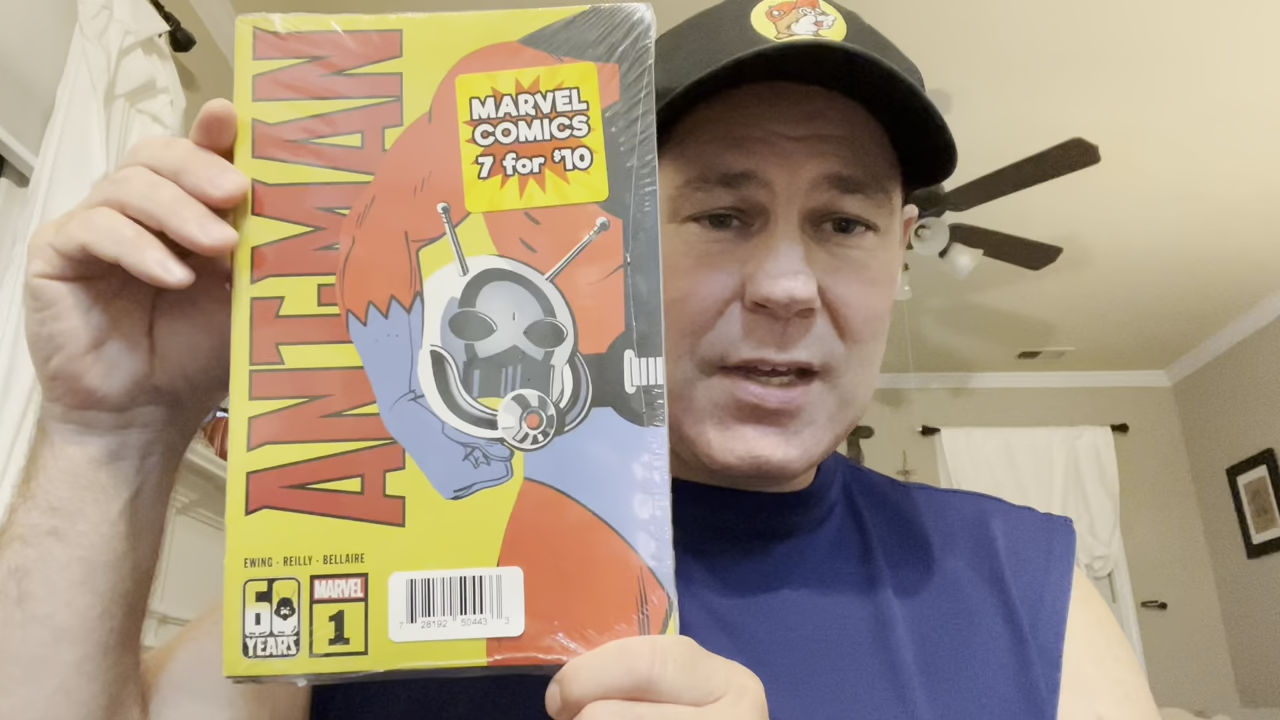 ANT-MAN
MARVEL
COMICS
7 for $10
EWING · REILLY · BELLAIRE
60
YEARS
MARVEL
1
7 28192 50443 3